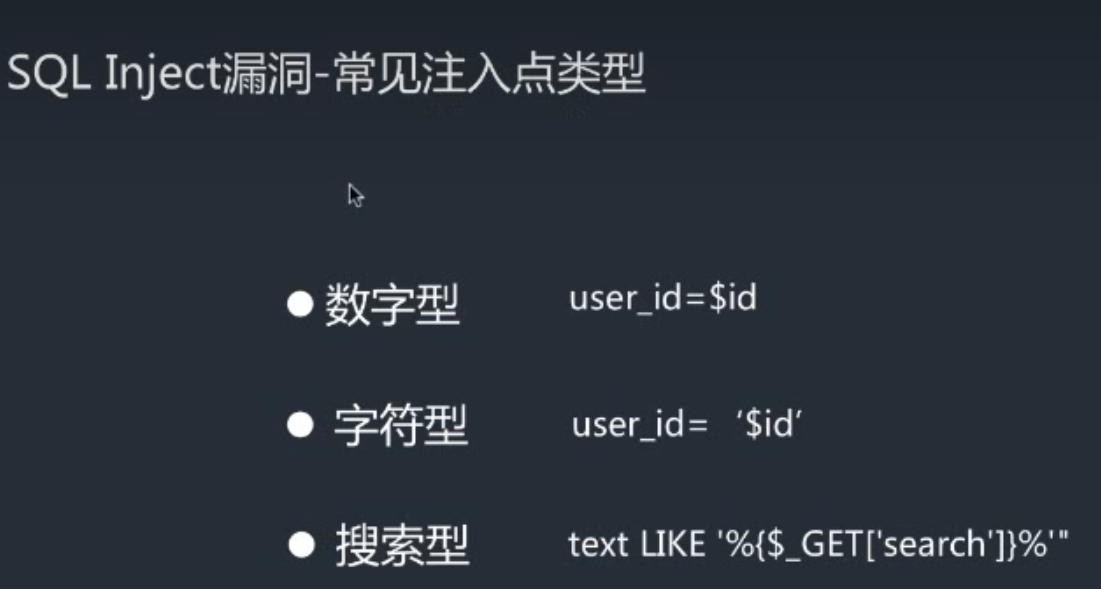 SQL Inject漏洞-常见注入点类型
● 数字型 user_id=$id
● 字符型 user_id= ‘$id’
● 搜索型 text LIKE '%{$_GET['search']}%'"